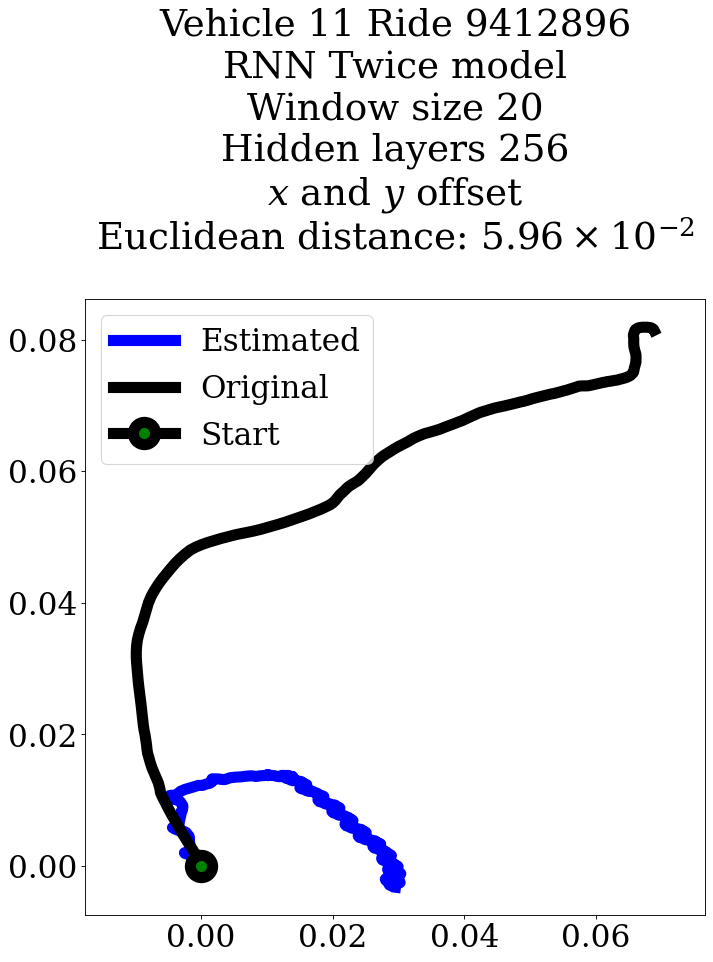 Vehicle 11 Ride 9412896
RNN Twice model
Window size 20
Hidden layers 256
x and y offset
Euclidean distance: 5.96 × 10⁻²
Estimated
Original
Start
0.08
0.06
0.04
0.02
0.00
0.00 0.02 0.04 0.06